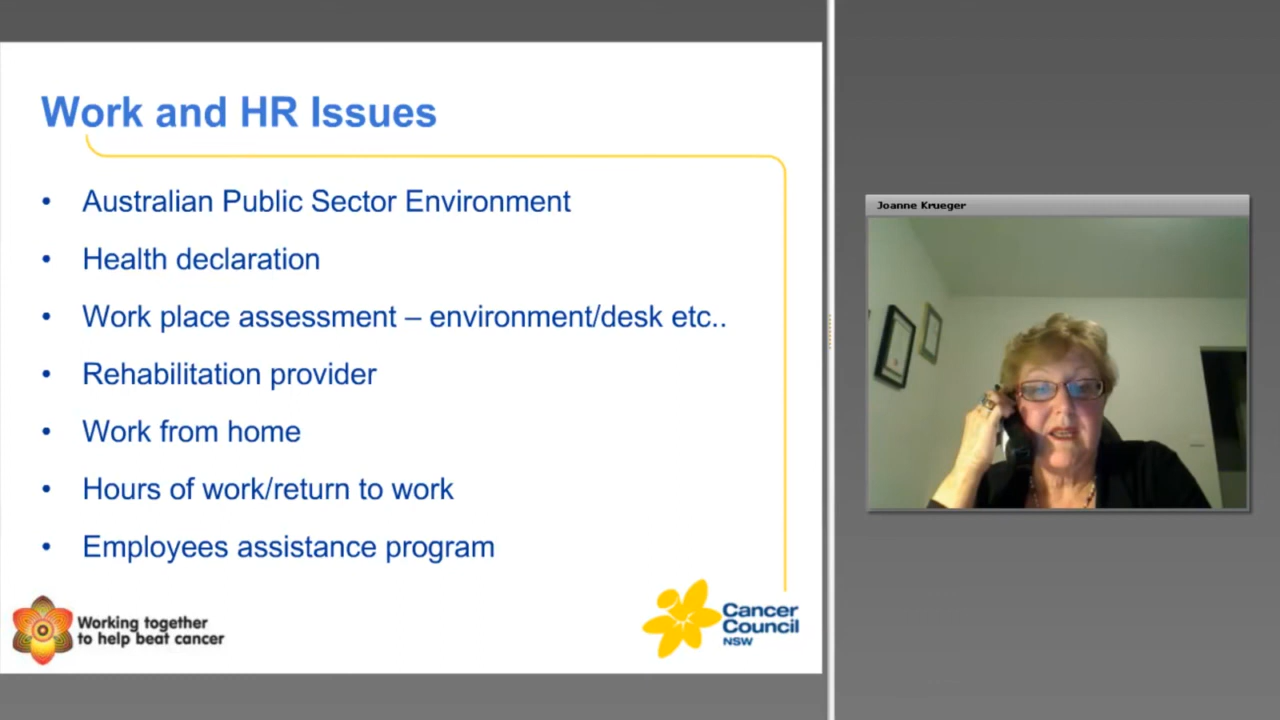 Work and HR Issues
• Australian Public Sector Environment
• Health declaration
• Work place assessment – environment/desk etc..
• Rehabilitation provider
• Work from home
• Hours of work/return to work
• Employees assistance program
Working together
to help beat cancer
Cancer
Council
NSW
Joanne Krueger